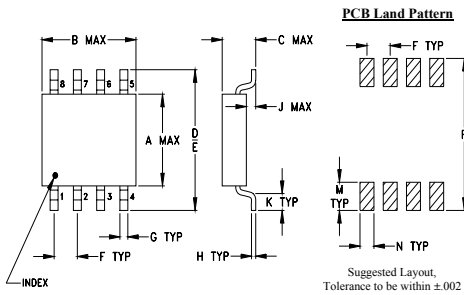 PCB Land Pattern
B MAX
C MAX
F TYP
8 7 6 5
J MAX
A MAX
D
E
K TYP
M
TYP
1 2 3 4
G TYP
F TYP
H TYP
N TYP
INDEX
Suggested Layout,
Tolerance to be within ±.002